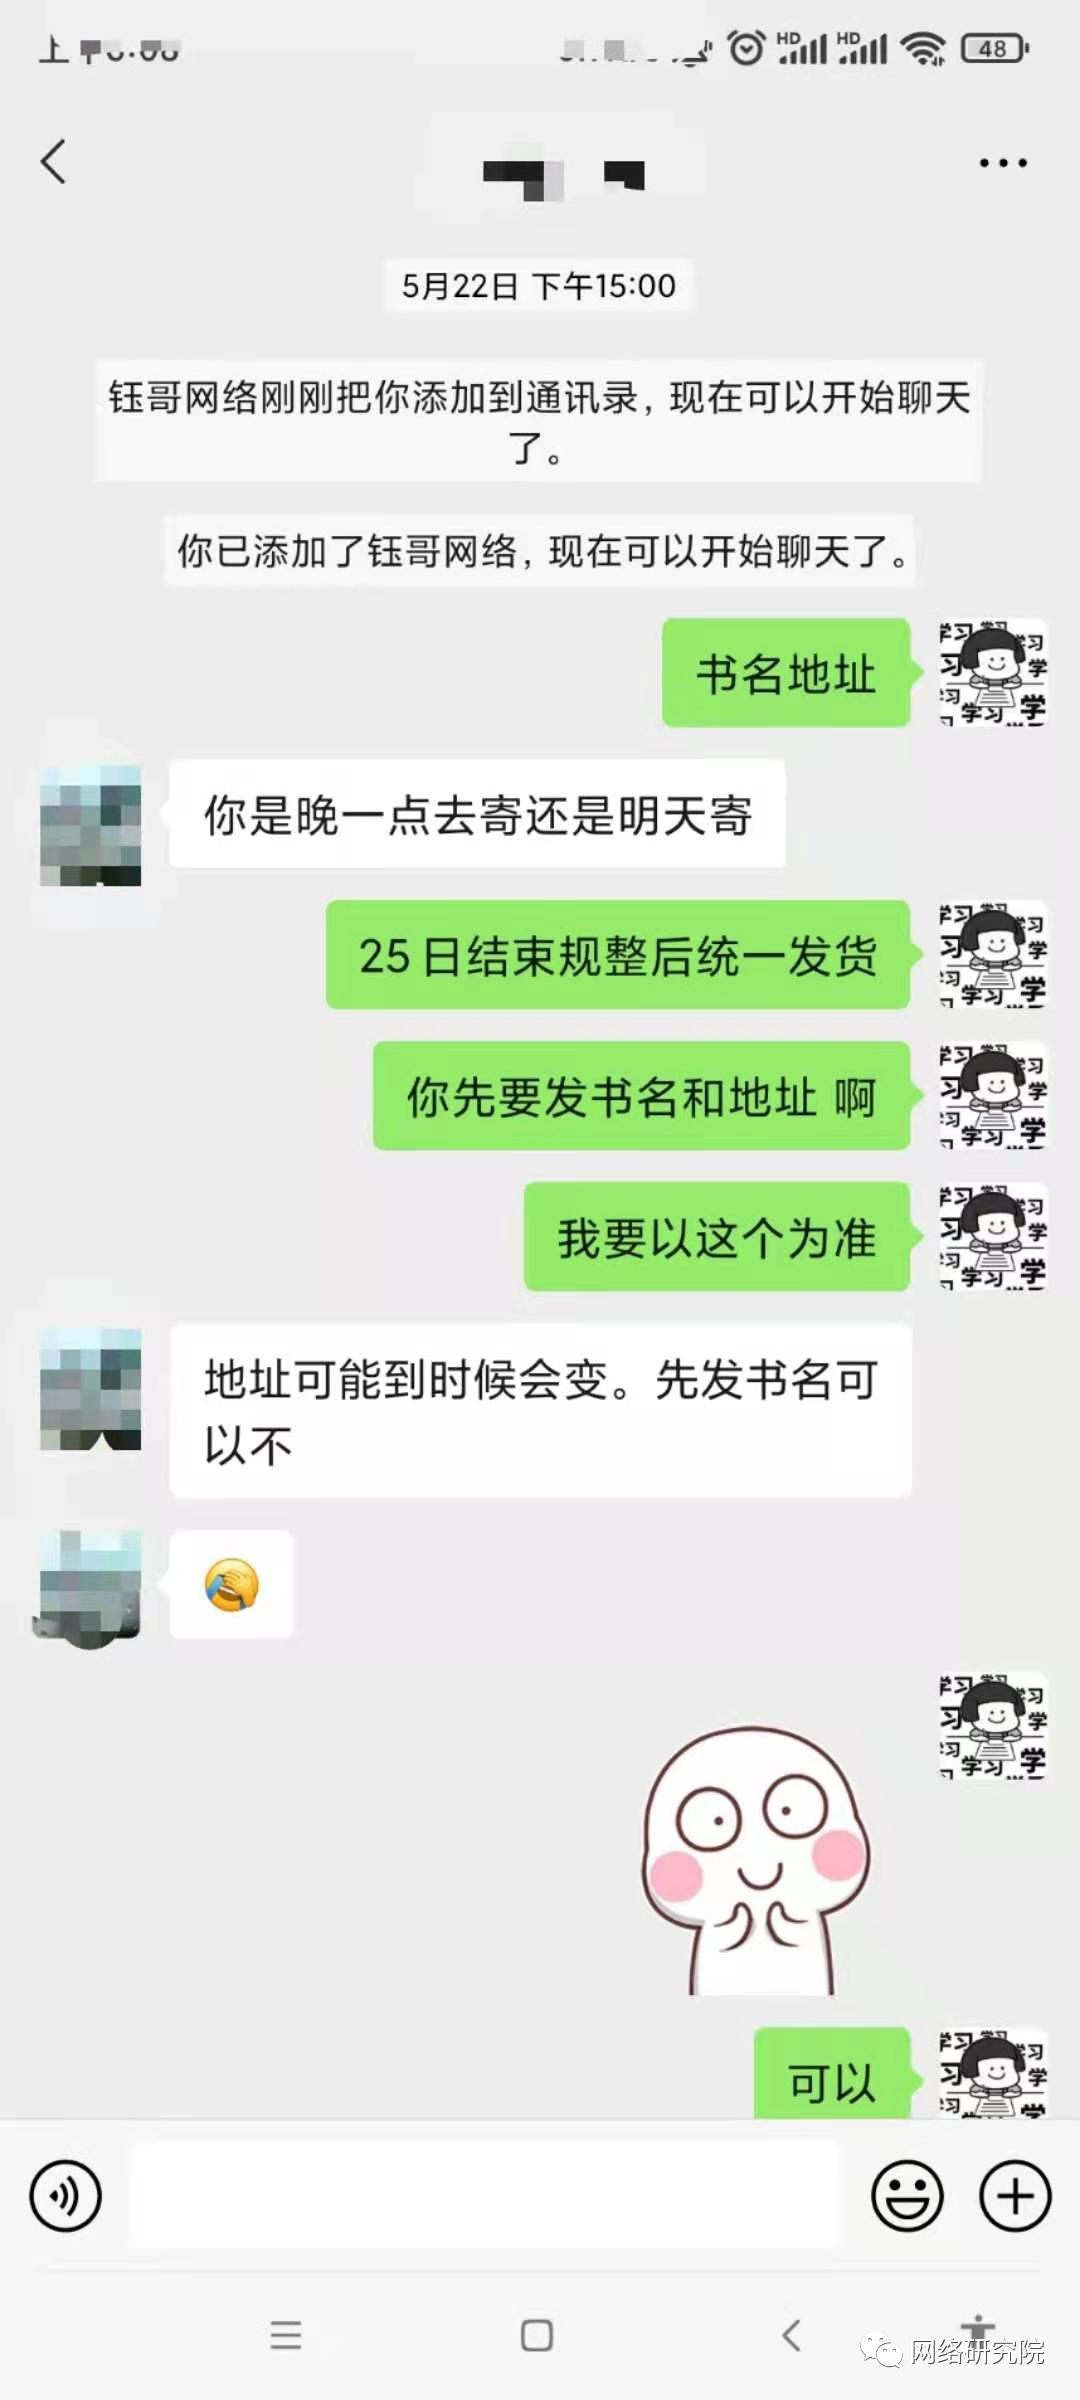 HD HD 48
5月22日 下午15:00
钰哥网络刚刚把你添加到通讯录，现在可以开始聊天
了。
你已添加了钰哥网络，现在可以开始聊天了。
书名地址
你是晚一点去寄还是明天寄
25日结束规整后统一发货
你先要发书名和地址 啊
我要以这个为准
地址可能到时候会变。先发书名可
以不
可以
网络研究院